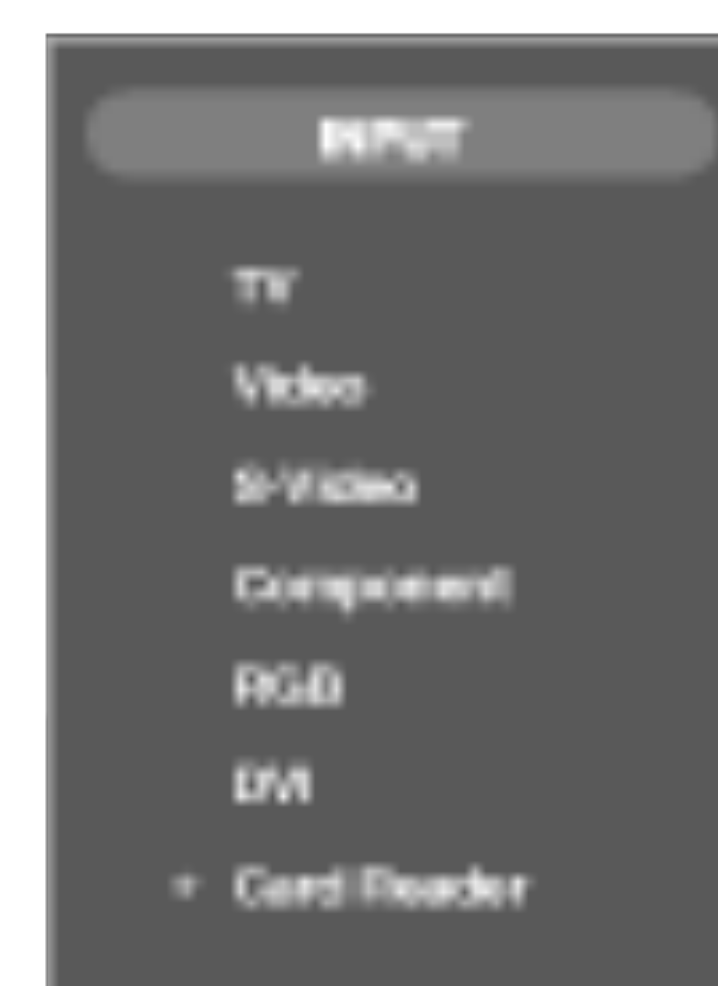 INPUT
TV
Video
S-Video
Component
RGB
DVI
Card Reader